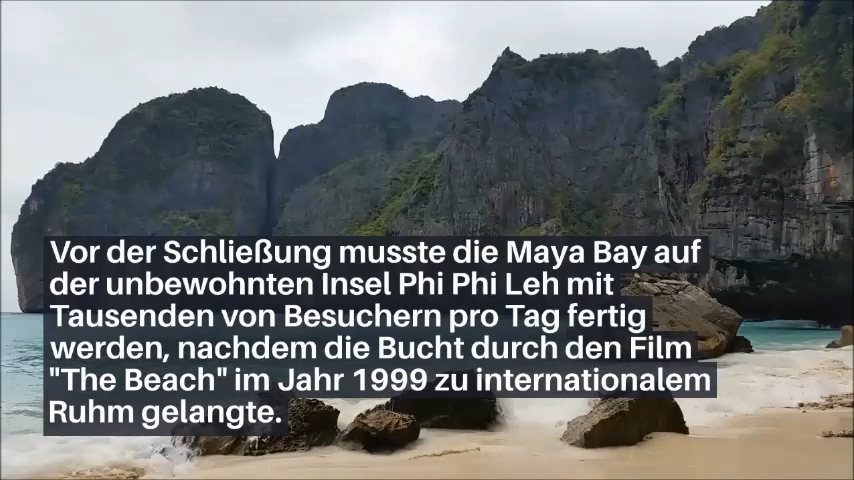 Vor der Schließung musste die Maya Bay auf
der unbewohnten Insel Phi Phi Leh mit
Tausenden von Besuchern pro Tag fertig
werden, nachdem die Bucht durch den Film
"The Beach" im Jahr 1999 zu internationalem
Ruhm gelangte.